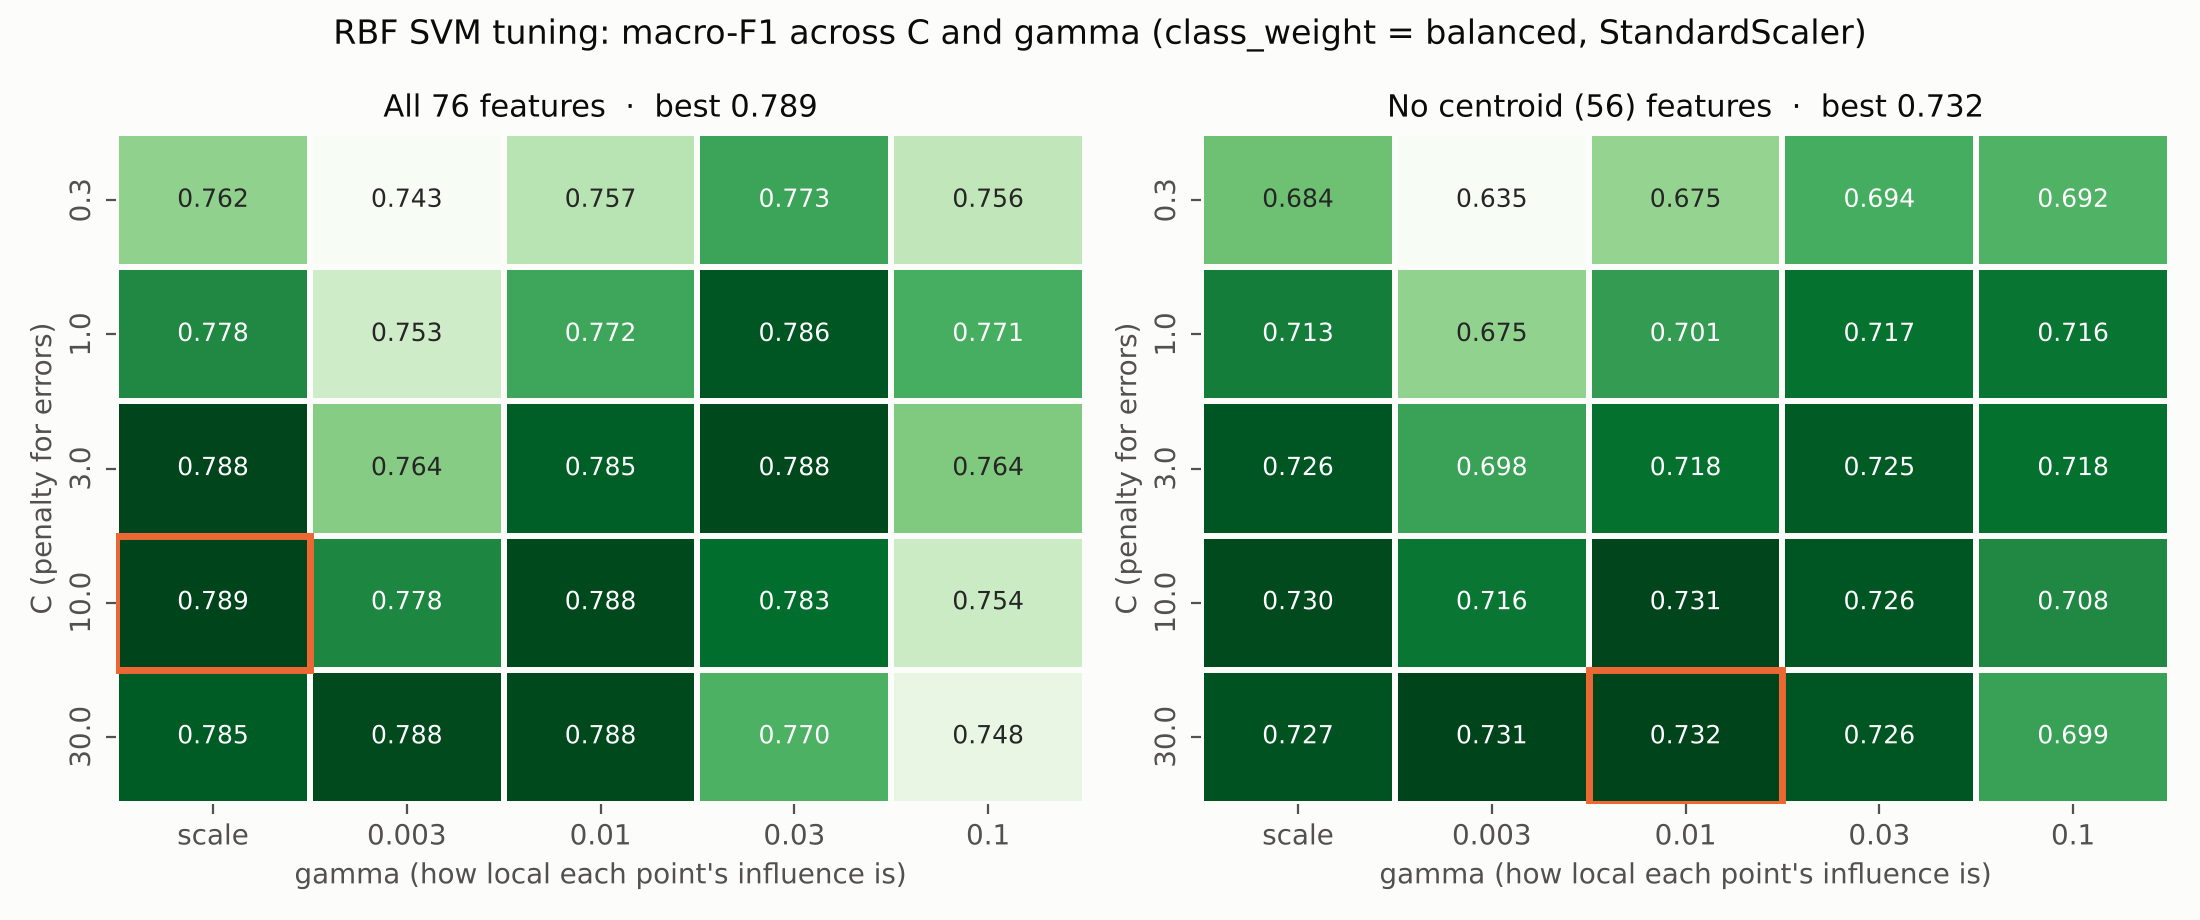 RBF SVM tuning: macro-F1 across C and gamma (class_weight = balanced, StandardScaler)
All 76 features · best 0.789
C (penalty for errors)
0.3 0.762 0.743 0.757 0.773 0.756
1.0 0.778 0.753 0.772 0.786 0.771
3.0 0.788 0.764 0.785 0.788 0.764
10.0 0.789 0.778 0.788 0.783 0.754
30.0 0.785 0.788 0.788 0.770 0.748
scale 0.003 0.01 0.03 0.1
gamma (how local each point's influence is)
No centroid (56) features · best 0.732
C (penalty for errors)
0.3 0.684 0.635 0.675 0.694 0.692
1.0 0.713 0.675 0.701 0.717 0.716
3.0 0.726 0.698 0.718 0.725 0.718
10.0 0.730 0.716 0.731 0.726 0.708
30.0 0.727 0.731 0.732 0.726 0.699
scale 0.003 0.01 0.03 0.1
gamma (how local each point's influence is)